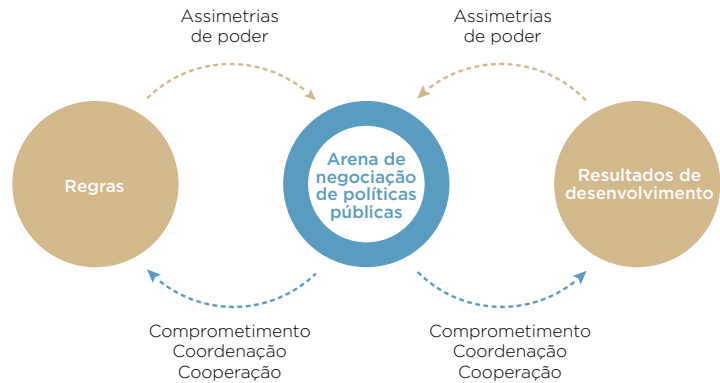 Assimetrias
de poder
Assimetrias
de poder
Regras
Arena de
negociação
de políticas
públicas
Resultados de
desenvolvimento
Comprometimento
Coordenação
Cooperação
Comprometimento
Coordenação
Cooperação